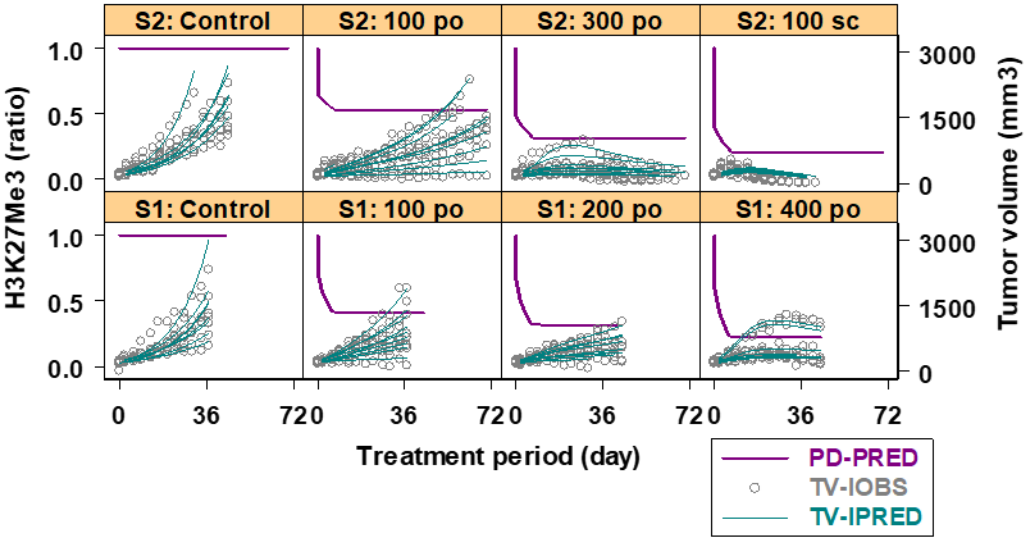 S2: Control S2: 100 po S2: 300 po S2: 100 sc
1.0 3000
0.5 1500
0.0 0
S1: Control S1: 100 po S1: 200 po S1: 400 po
1.0 3000
0.5 1500
0.0 0
H3K27Me3 (ratio)
Tumor volume (mm3)
0 36 72 0 36 72 0 36 72 0 36 72
Treatment period (day)
PD-PRED
TV-IOBS
TV-IPRED